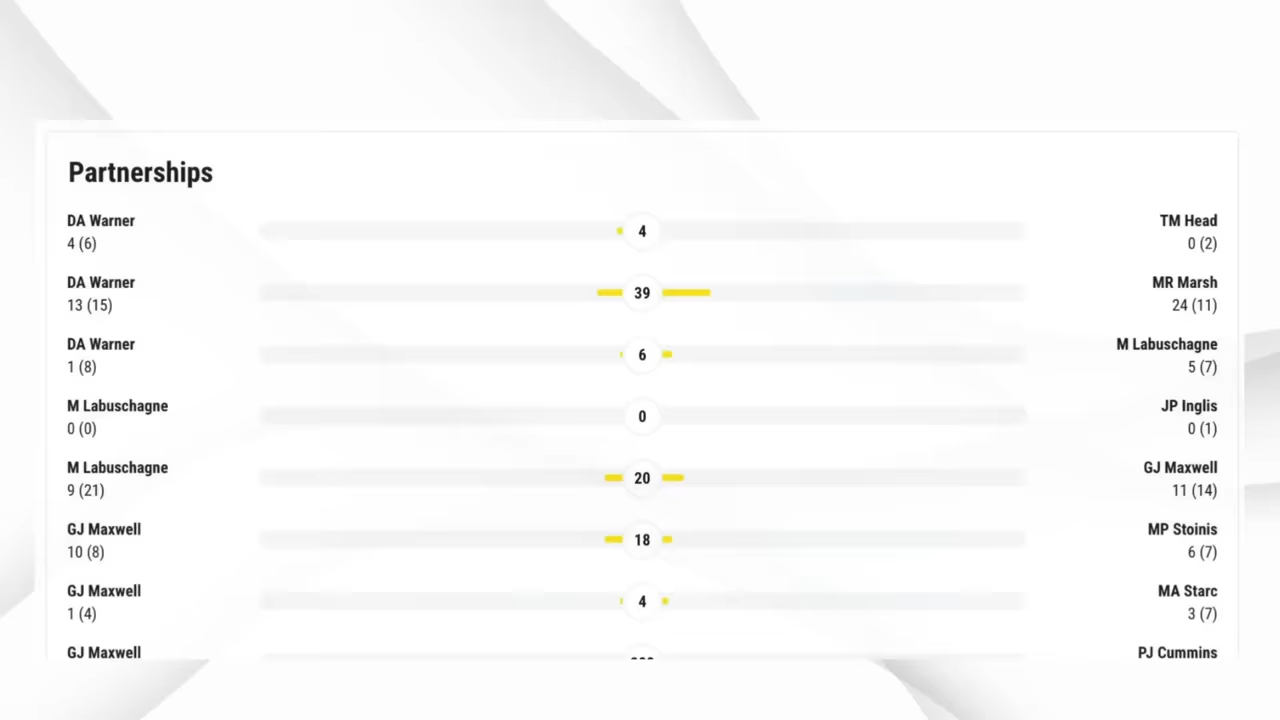 Partnerships
DA Warner 4 TM Head
4 (6) 0 (2)
DA Warner 39 MR Marsh
13 (15) 24 (11)
DA Warner 6 M Labuschagne
1 (8) 5 (7)
M Labuschagne 0 JP Inglis
0 (0) 0 (1)
M Labuschagne 20 GJ Maxwell
9 (21) 11 (14)
GJ Maxwell 18 MP Stoinis
10 (8) 6 (7)
GJ Maxwell 4 MA Starc
1 (4) 3 (7)
GJ Maxwell PJ Cummins